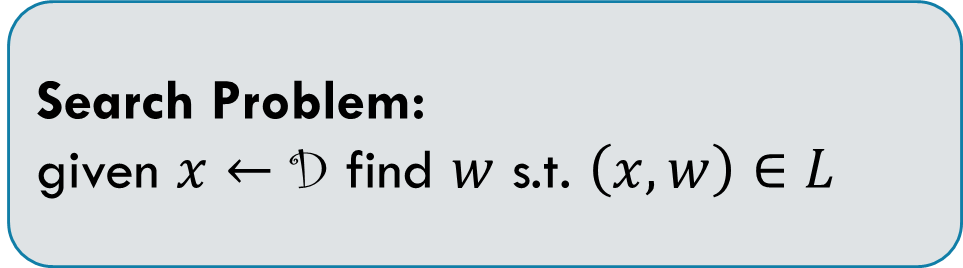 Search Problem:
given 𝑥 ← 𝒟 find 𝑤 s.t. (𝑥, 𝑤) ∈ 𝐿